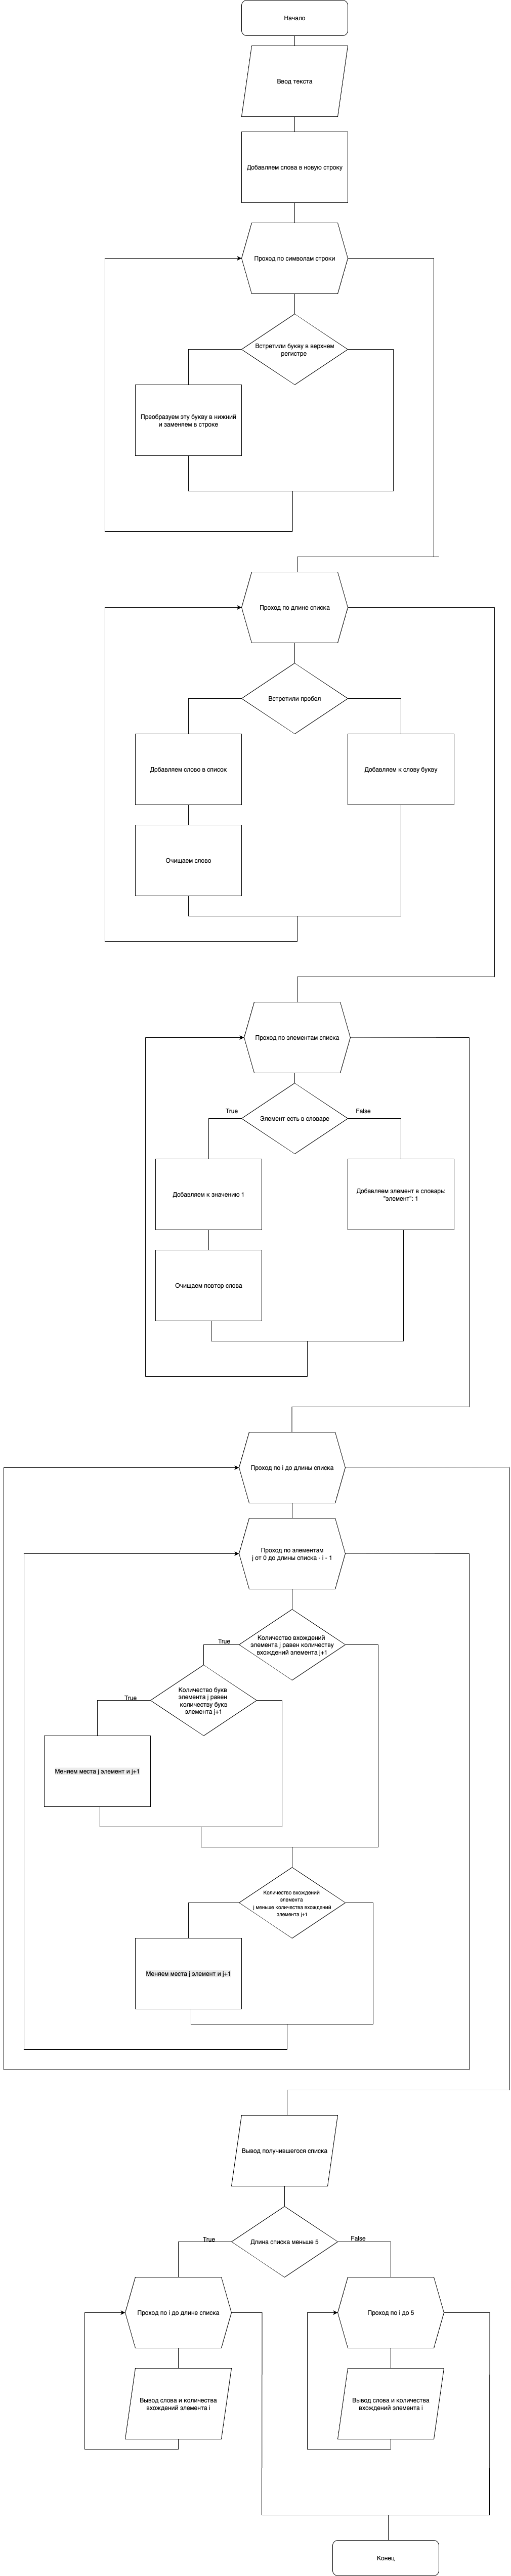 Начало
Ввод текста
Добавляем слова в новую строку
Проход по символам строки
Встретили букву в верхнем
регистре
Преобразуем эту букву в нижний
и заменяем в строке
Проход по длине списка
Встретили пробел
Добавляем слово в список
Добавляем к слову букву
Очищаем слово
Проход по элементам списка
True
False
Элемент есть в словаре
Добавляем к значению 1
Добавляем элемент в словарь:
"элемент": 1
Очищаем повтор слова
Проход по i до длины списка
Проход по элементам
j от 0 до длины списка - i - 1
Количество вхождений
элемента j равен количеству
вхождений элемента j+1
True
Количество букв
элемента j равен
количеству букв
элемента j+1
True
Меняем места j элемент и j+1
Количество вхождений
элемента
j меньше количества вхождений
элемента j+1
Меняем места j элемент и j+1
Вывод получившегося списка
True
Длина списка меньше 5
False
Проход по i до длине списка
Проход по i до 5
Вывод слова и количества
вхождений элемента i
Вывод слова и количества
вхождений элемента i
Конец